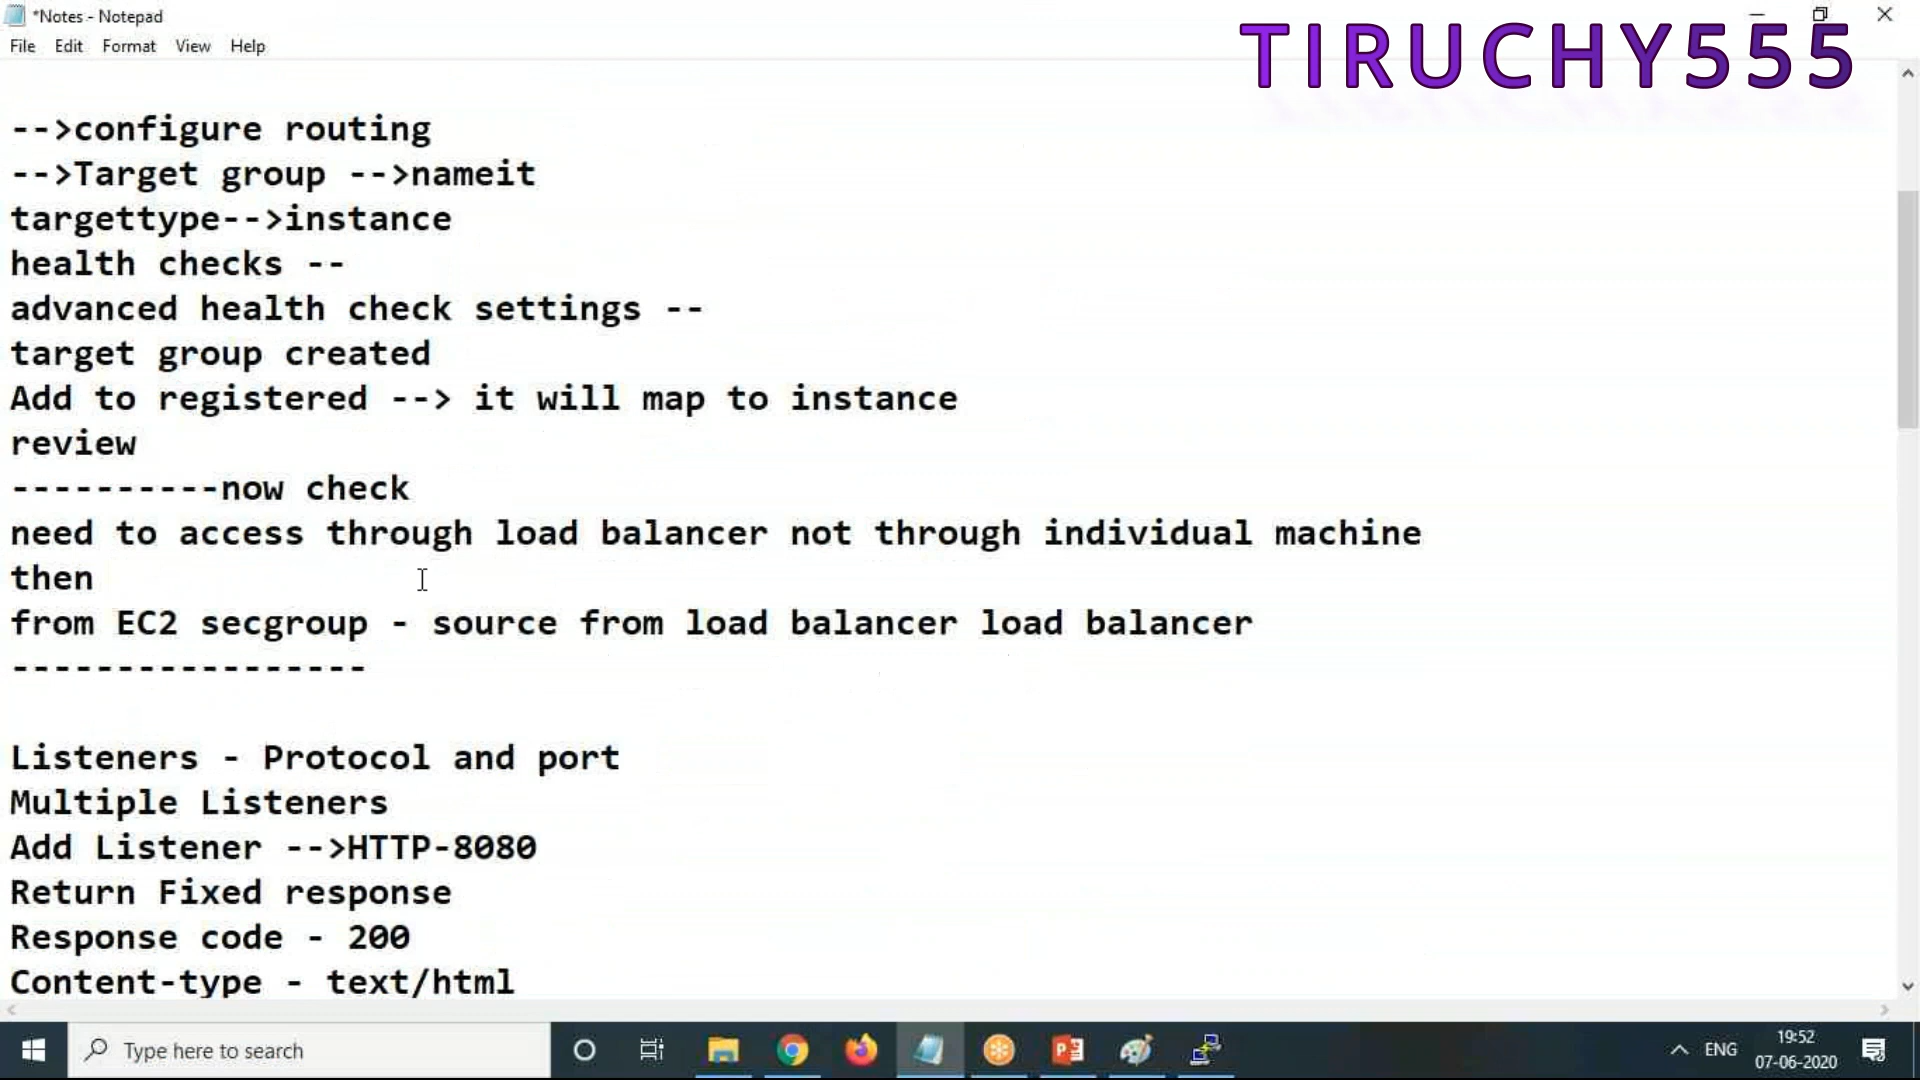 *Notes - Notepad
TIRUCHY555
File Edit Format View Help
-->configure routing
-->Target group -->nameit
targettype-->instance
health checks --
advanced health check settings --
target group created
Add to registered --> it will map to instance
review
----------now check
need to access through load balancer not through individual machine
then
from EC2 secgroup - source from load balancer load balancer
-----------------
Listeners - Protocol and port
Multiple Listeners
Add Listener -->HTTP-8080
Return Fixed response
Response code - 200
Content-type - text/html
Type here to search
ENG
19:52
07-06-2020